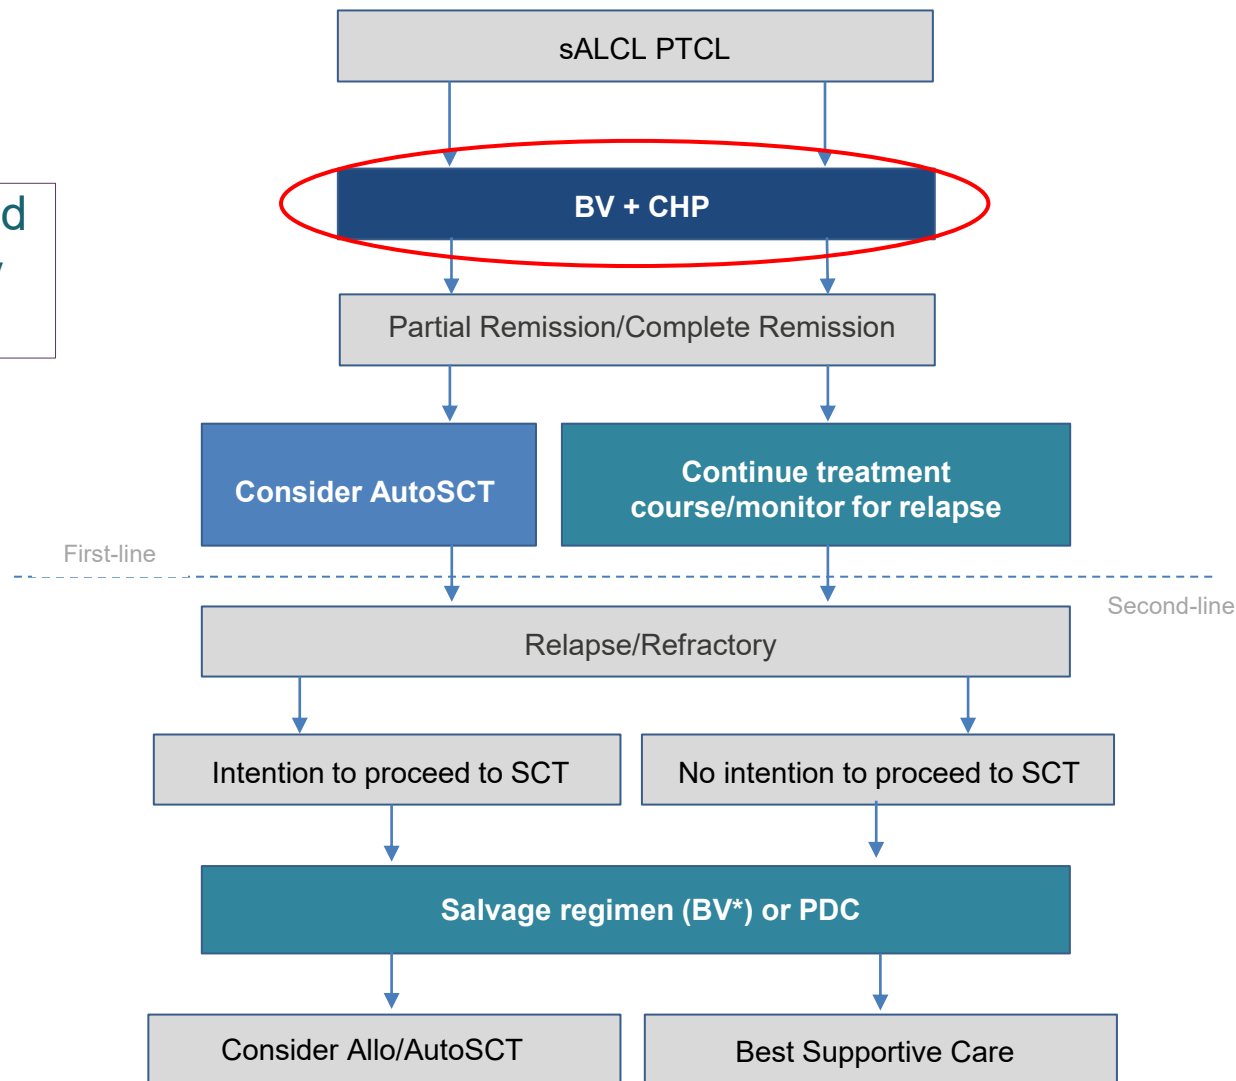 sALCL PTCL
BV + CHP
d
Partial Remission/Complete Remission
Consider AutoSCT
Continue treatment
course/monitor for relapse
First-line
Second-line
Relapse/Refractory
Intention to proceed to SCT
No intention to proceed to SCT
Salvage regimen (BV*) or PDC
Consider Allo/AutoSCT
Best Supportive Care